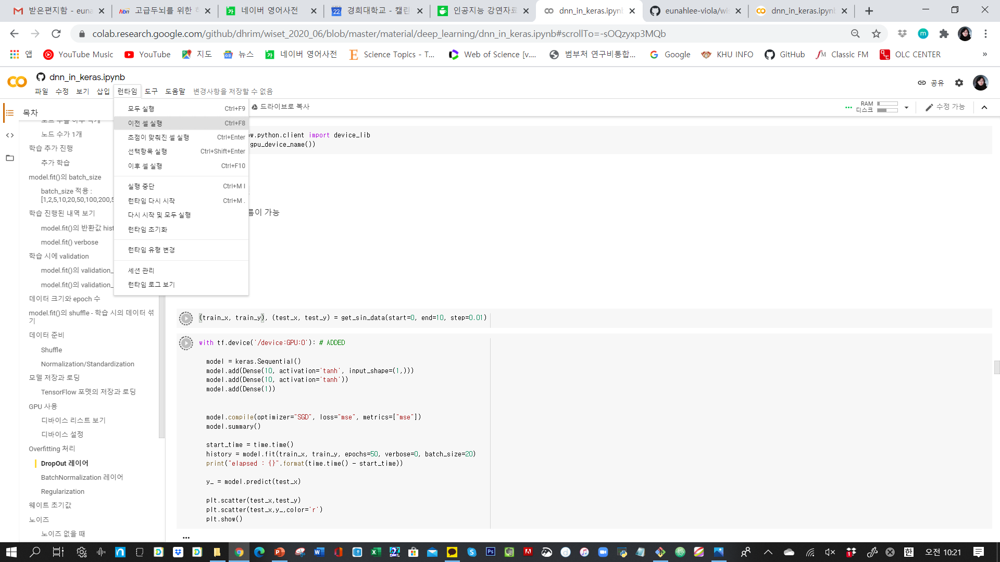 받은편지함 - euna
고급두뇌를 위한
네이버 영어사전
경희대학교 - 캘린
인공지능 강연자료
dnn_in_keras.ipynb
eunahlee-viola/wis
dnn_in_keras.ipynb
colab.research.google.com/github/dhrim/wiset_2020_06/blob/master/material/deep_learning/dnn_in_keras.ipynb#scrollTo=-sOQzyxp3MQb
앱 YouTube Music YouTube 지도 뉴스 네이버 영어사전 Science Topics - T... Web of Science [v.... 범부처 연구비통합... Google KHU INFO GitHub Classic FM OLC CENTER »
dnn_in_keras.ipynb
공유
파일 수정 보기 삽입 런타임 도구 도움말 변경사항을 저장할 수 없음
목차
드라이브로 복사
RAM
디스크
수정 가능
모두 실행 Ctrl+F9
이전 셀 실행 Ctrl+F8
초점이 맞춰진 셀 실행 Ctrl+Enter
선택항목 실행 Ctrl+Shift+Enter
이후 셀 실행 Ctrl+F10
실행 중단 Ctrl+M I
런타임 다시 시작 Ctrl+M .
다시 시작 및 모두 실행
런타임 초기화
런타임 유형 변경
세션 관리
런타임 로그 보기
노드 수가 1개
학습 추가 진행
추가 학습
model.fit()의 batch_size
batch_size 적용 :
[1,2,5,10,20,50,100,200,5
학습 진행된 내역 보기
model.fit()의 반환값 hist
model.fit() verbose
학습 시에 validation
model.fit()의 validation_
model.fit()의 validation_
데이터 크기와 epoch 수
model.fit()의 shuffle - 학습 시의 데이터 섞
기
데이터 준비
Shuffle
Normalization/Standardization
모델 저장과 로딩
TensorFlow 포멧의 저장과 로딩
GPU 사용
디바이스 리스트 보기
디바이스 설정
Overfitting 처리
DropOut 레이어
BatchNormalization 레이어
Regularization
웨이트 초기값
노이즈
노이즈 없을 때
w.python.client import device_lib
gpu_device_name())
름이 가능
(train_x, train_y), (test_x, test_y) = get_sin_data(start=0, end=10, step=0.01)
with tf.device('/device:GPU:0'): # ADDED
model = keras.Sequential()
model.add(Dense(10, activation='tanh', input_shape=(1,)))
model.add(Dense(10, activation='tanh'))
model.add(Dense(1))
model.compile(optimizer="SGD", loss="mse", metrics=["mse"])
model.summary()
start_time = time.time()
history = model.fit(train_x, train_y, epochs=50, verbose=0, batch_size=20)
print("elapsed : {}".format(time.time() - start_time))
y_ = model.predict(test_x)
plt.scatter(test_x,test_y)
plt.scatter(test_x,y_,color='r')
plt.show()
...
한
오전 10:21